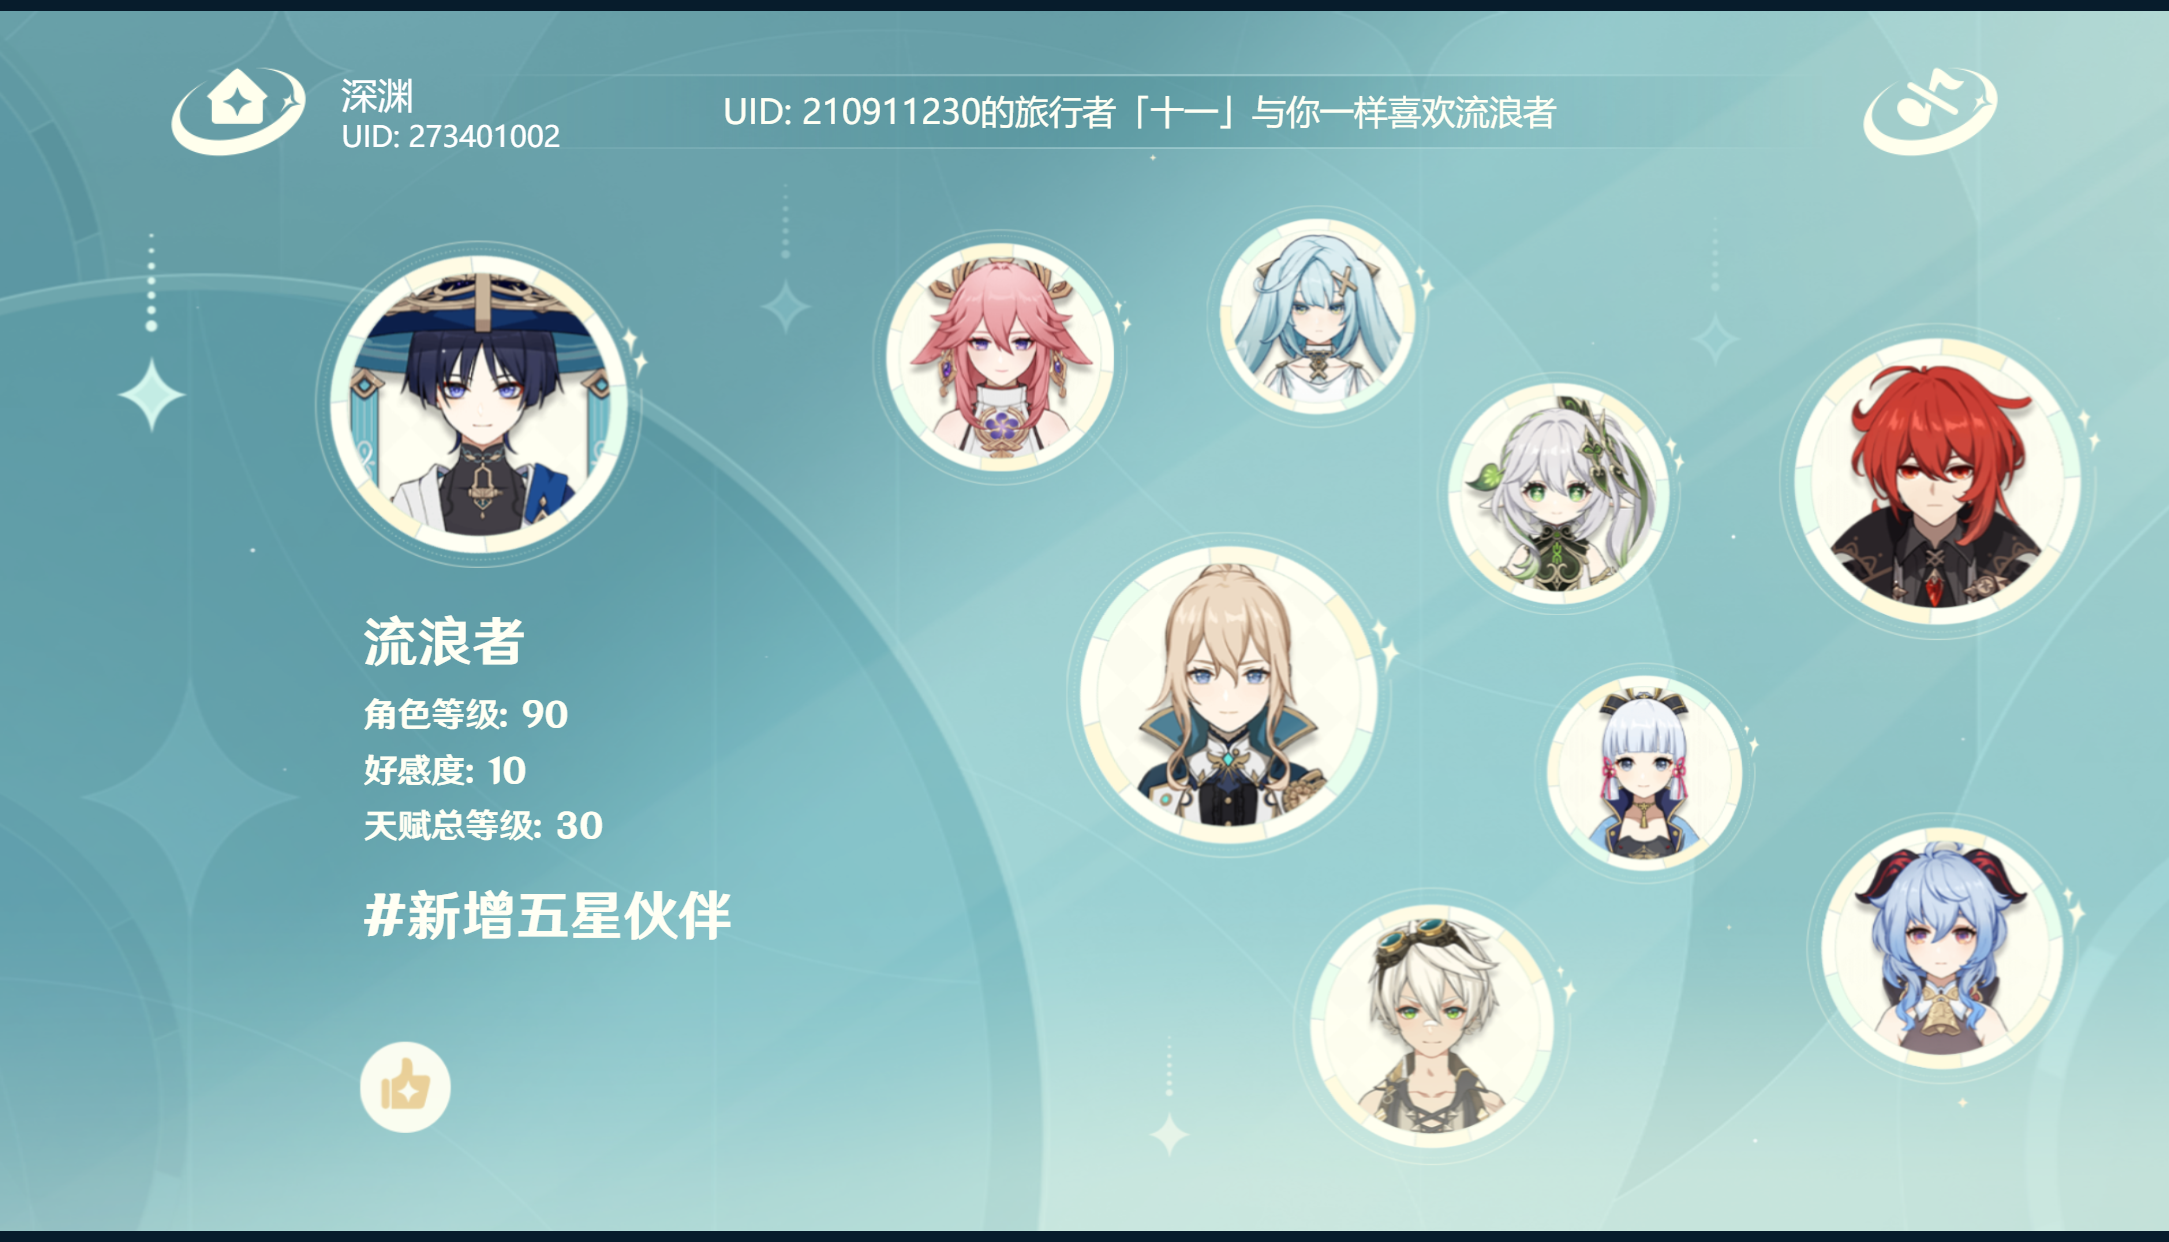 深渊
UID: 273401002
UID: 210911230的旅行者「十一」与你一样喜欢流浪者
流浪者
角色等级: 90
好感度: 10
天赋总等级: 30
#新增五星伙伴